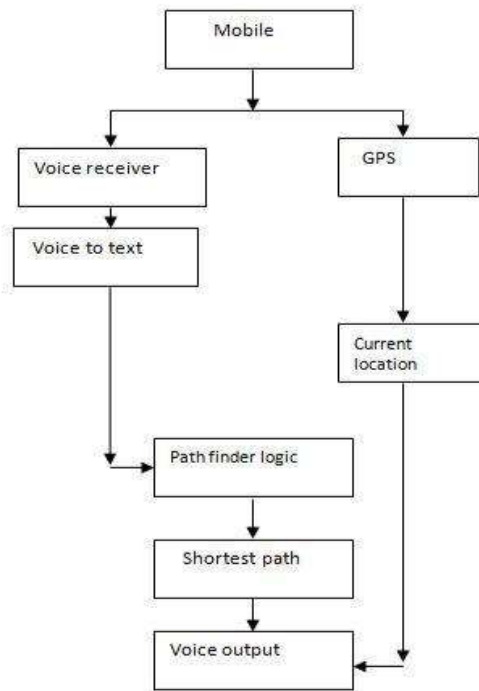 Mobile
Voice receiver
GPS
Voice to text
Current
location
Path finder logic
Shortest path
Voice output